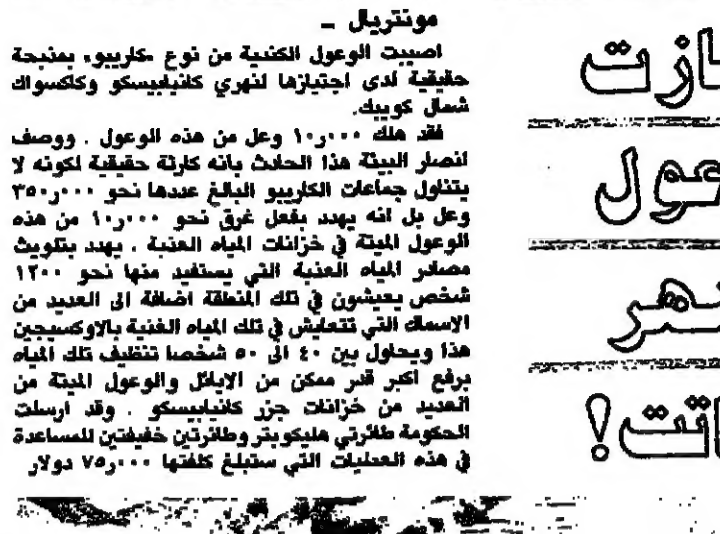 مونتريال ـ
اصيبت الوعول الكندية من نوع «كاريبو» بمذبحة
حقيقية لدى اجتيازها لنهري كانيابيسكو وكاكسواك
شمال كويبك.
فقد هلك ١٠٫٠٠٠ وعل من هذه الوعول . ووصف
انصار البيئة هذا الحادث بانه كارثة حقيقية لكونه لا
يتناول جماعات الكاريبو البالغ عددها نحو ٣٥٠٫٠٠٠
وعل بل انه يهدد بفعل غرق نحو ١٠٫٠٠٠ من هذه
الوعول الميتة في خزانات المياه العذبة . يهدد بتلويث
مصادر المياه العذبة التي يستفيد منها نحو ١٢٠٠
شخص يعيشون في تلك المنطقة اضافة الى العديد من
الاسماك التي تتعايش في تلك المياه الغنية بالاوكسيجين
هذا ويحاول بين ٤٠ الى ٥٠ شخصا تنظيف تلك المياه
برفع اكبر قدر ممكن من الايائل والوعول الميتة من
العديد من خزانات جزر كانيابيسكو . وقد ارسلت
الحكومة طائرتي هليكوبتر وطائرتين خفيفتين للمساعدة
في هذه العمليات التي ستبلغ كلفتها ٧٥٫٠٠٠ دولار
ازت
عول
نهر
اتت!